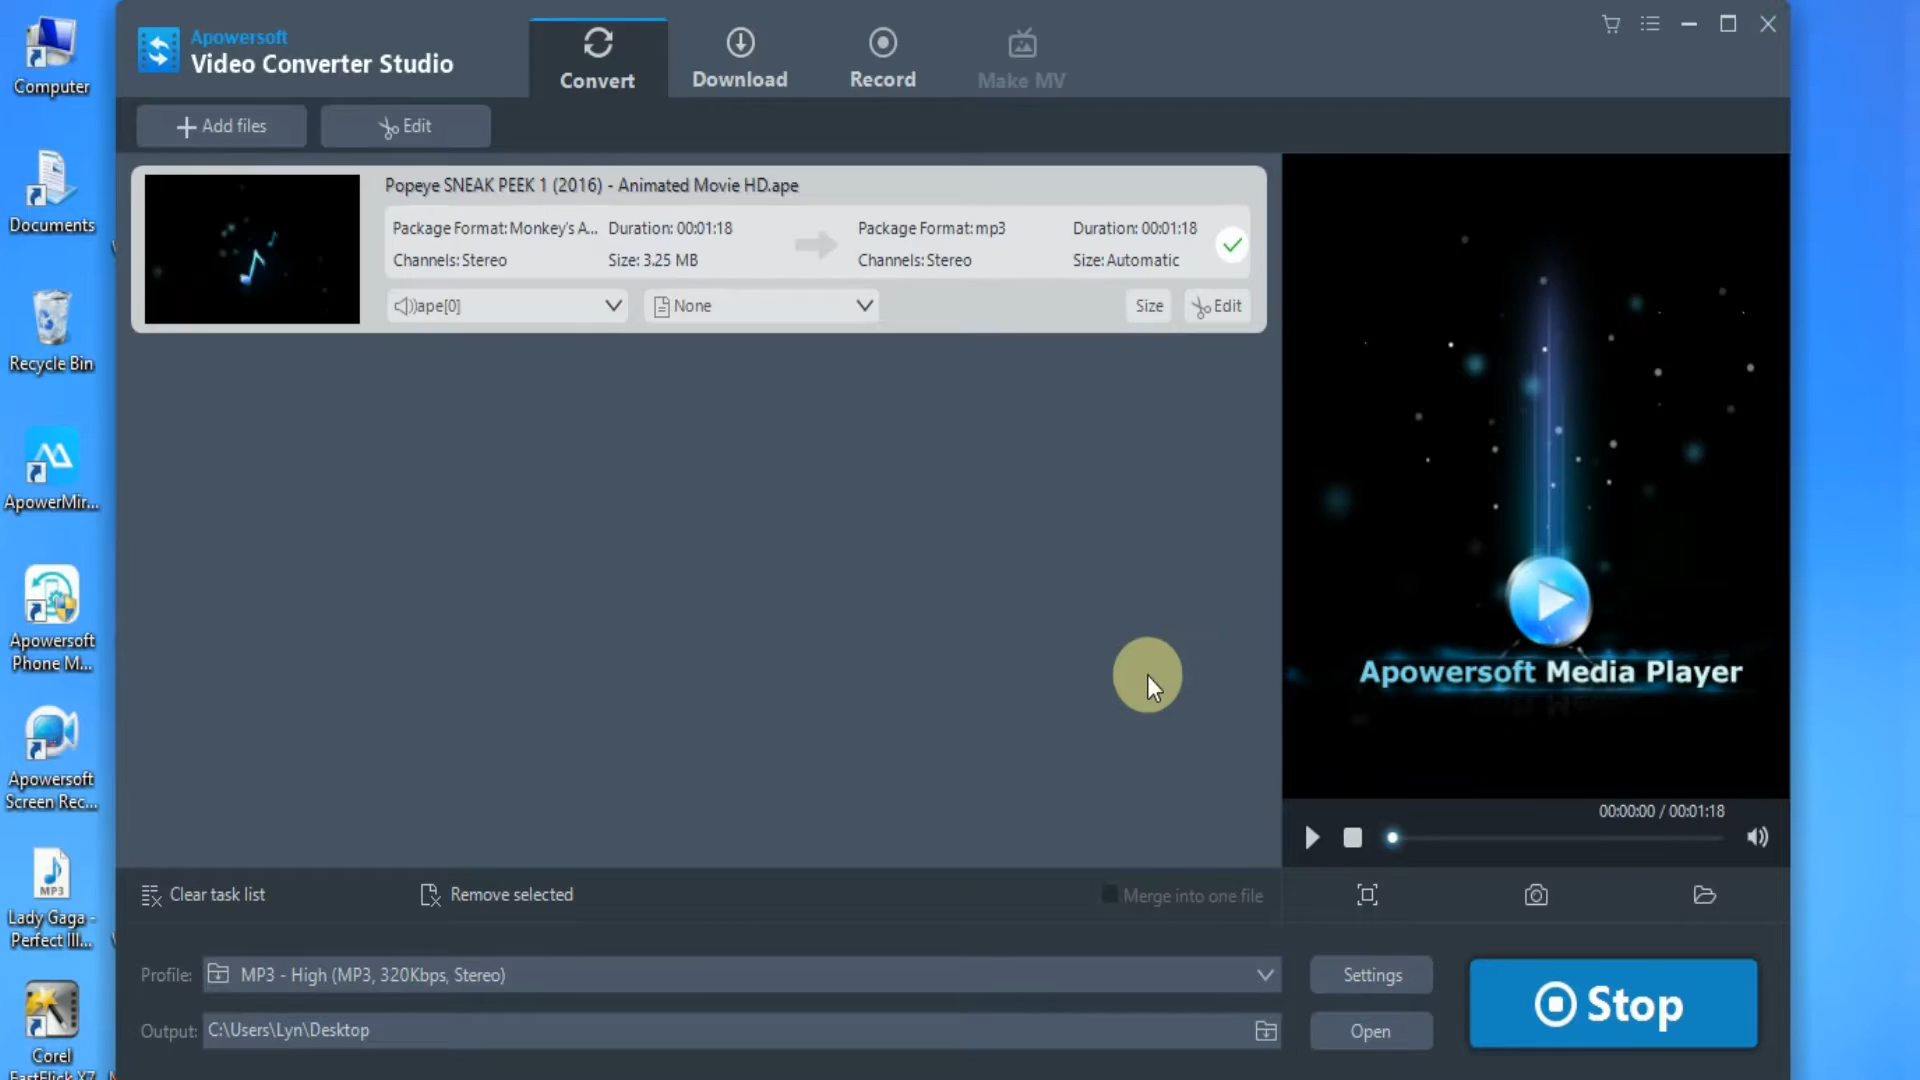 Computer
Documents
Recycle Bin
ApowerMir...
Apowersoft
Phone M...
Apowersoft
Screen Rec...
MP3
Lady Gaga -
Perfect Ill...
Corel
FastFlick X7
Apowersoft
Video Converter Studio
Convert
Download
Record
Make MV
Add files
Edit
Popeye SNEAK PEEK 1 (2016) - Animated Movie HD.ape
Package Format: Monkey's A... Duration: 00:01:18 Package Format: mp3 Duration: 00:01:18
Channels: Stereo Size: 3.25 MB Channels: Stereo Size: Automatic
ape[0] None Size Edit
Apowersoft Media Player
00:00:00 / 00:01:18
Clear task list Remove selected Merge into one file
Profile: MP3 - High (MP3, 320Kbps, Stereo) Settings
Output: C:\Users\Lyn\Desktop Open
Stop